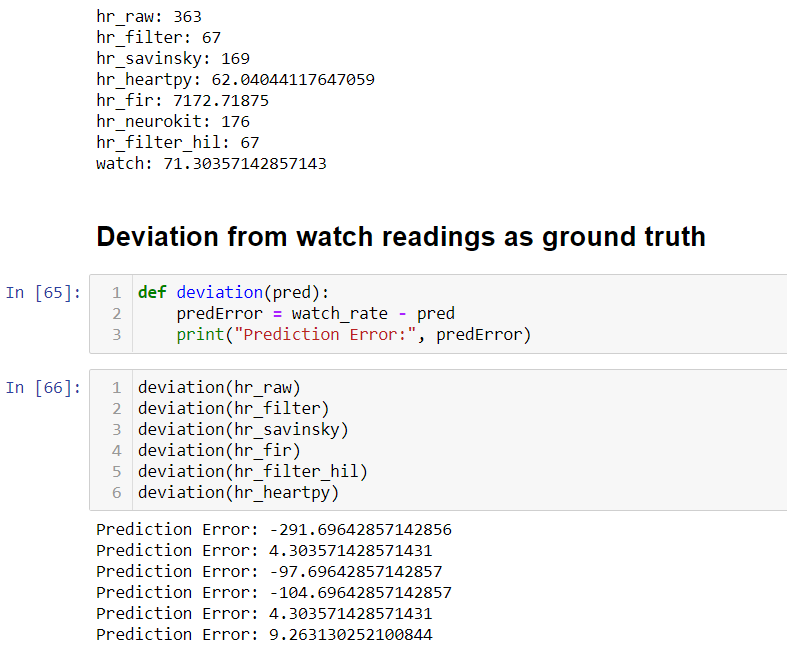 hr_raw: 363
hr_filter: 67
hr_savinsky: 169
hr_heartpy: 62.04044117647059
hr_fir: 7172.71875
hr_neurokit: 176
hr_filter_hil: 67
watch: 71.30357142857143
Deviation from watch readings as ground truth
In [65]:
1 def deviation(pred):
2     predError = watch_rate - pred
3     print("Prediction Error:", predError)
In [66]:
1 deviation(hr_raw)
2 deviation(hr_filter)
3 deviation(hr_savinsky)
4 deviation(hr_fir)
5 deviation(hr_filter_hil)
6 deviation(hr_heartpy)
Prediction Error: -291.69642857142856
Prediction Error: 4.303571428571431
Prediction Error: -97.69642857142857
Prediction Error: -104.69642857142857
Prediction Error: 4.303571428571431
Prediction Error: 9.263130252100844